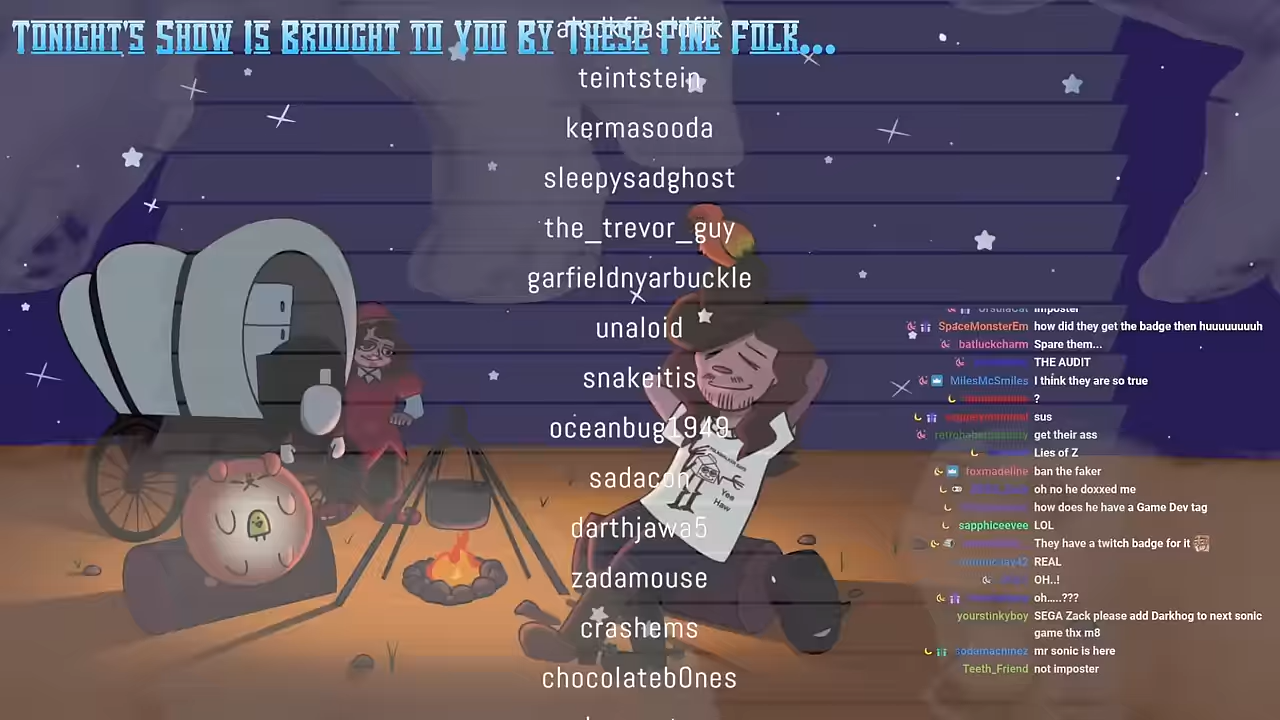 TONIGHT'S SHOW IS BROUGHT TO YOU BY THESE FINE FOLK...
teintstein
kermasooda
sleepysadghost
the_trevor_guy
garfieldnyarbuckle
unaloid
snakeitis
oceanbug1949
sadacon
darthjawa5
zadamouse
crashems
chocolateb0nes
Yee
Haw
imposter
SpaceMonsterEm how did they get the badge then huuuuuuuuh
batluckcharm Spare them...
THE AUDIT
MilesMcSmiles I think they are so true
?
sus
get their ass
Lies of Z
foxmadeline ban the faker
oh no he doxxed me
how does he have a Game Dev tag
sapphiceevee LOL
They have a twitch badge for it
REAL
OH..!
oh.....???
yourstinkyboy SEGA Zack please add Darkhog to next sonic
game thx m8
sodamachinez mr sonic is here
Teeth_Friend not imposter